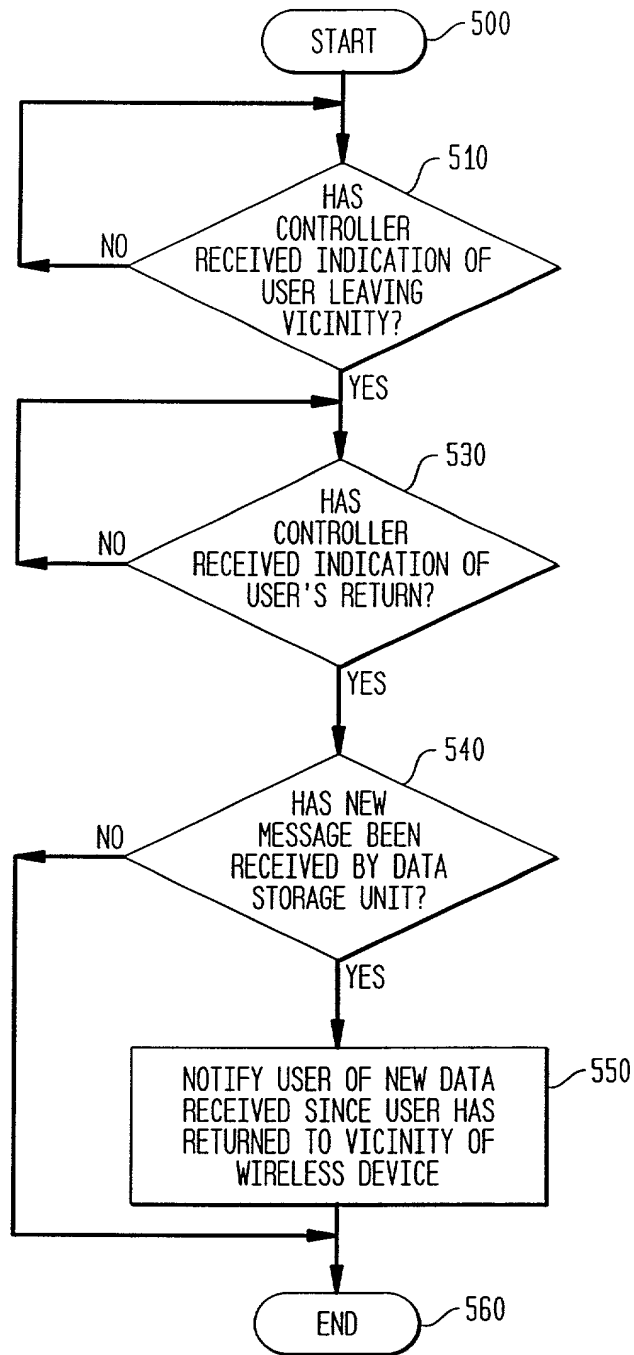 START
500
510
HAS
CONTROLLER
RECEIVED INDICATION OF
USER LEAVING
VICINITY?
NO
YES
530
HAS
CONTROLLER
RECEIVED INDICATION OF
USER'S RETURN?
NO
YES
540
HAS NEW
MESSAGE BEEN
RECEIVED BY DATA
STORAGE UNIT?
NO
YES
550
NOTIFY USER OF NEW DATA
RECEIVED SINCE USER HAS
RETURNED TO VICINITY OF
WIRELESS DEVICE
END
560